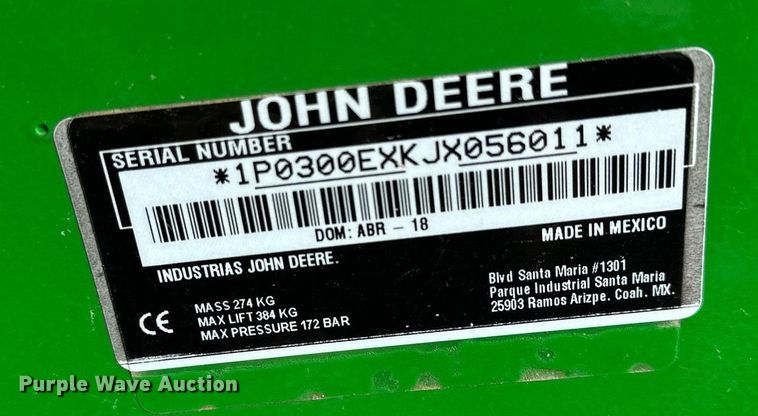 JOHN DEERE
SERIAL NUMBER
*1P0300EXKJX056011*
DOM: ABR - 18
MADE IN MEXICO
INDUSTRIAS JOHN DEERE.
Blvd Santa Maria #1301
Parque Industrial Santa Maria
25903 Ramos Arizpe. Coah. MX.
CE
MASS 274 KG
MAX LIFT 384 KG
MAX PRESSURE 172 BAR
Purple Wave Auction